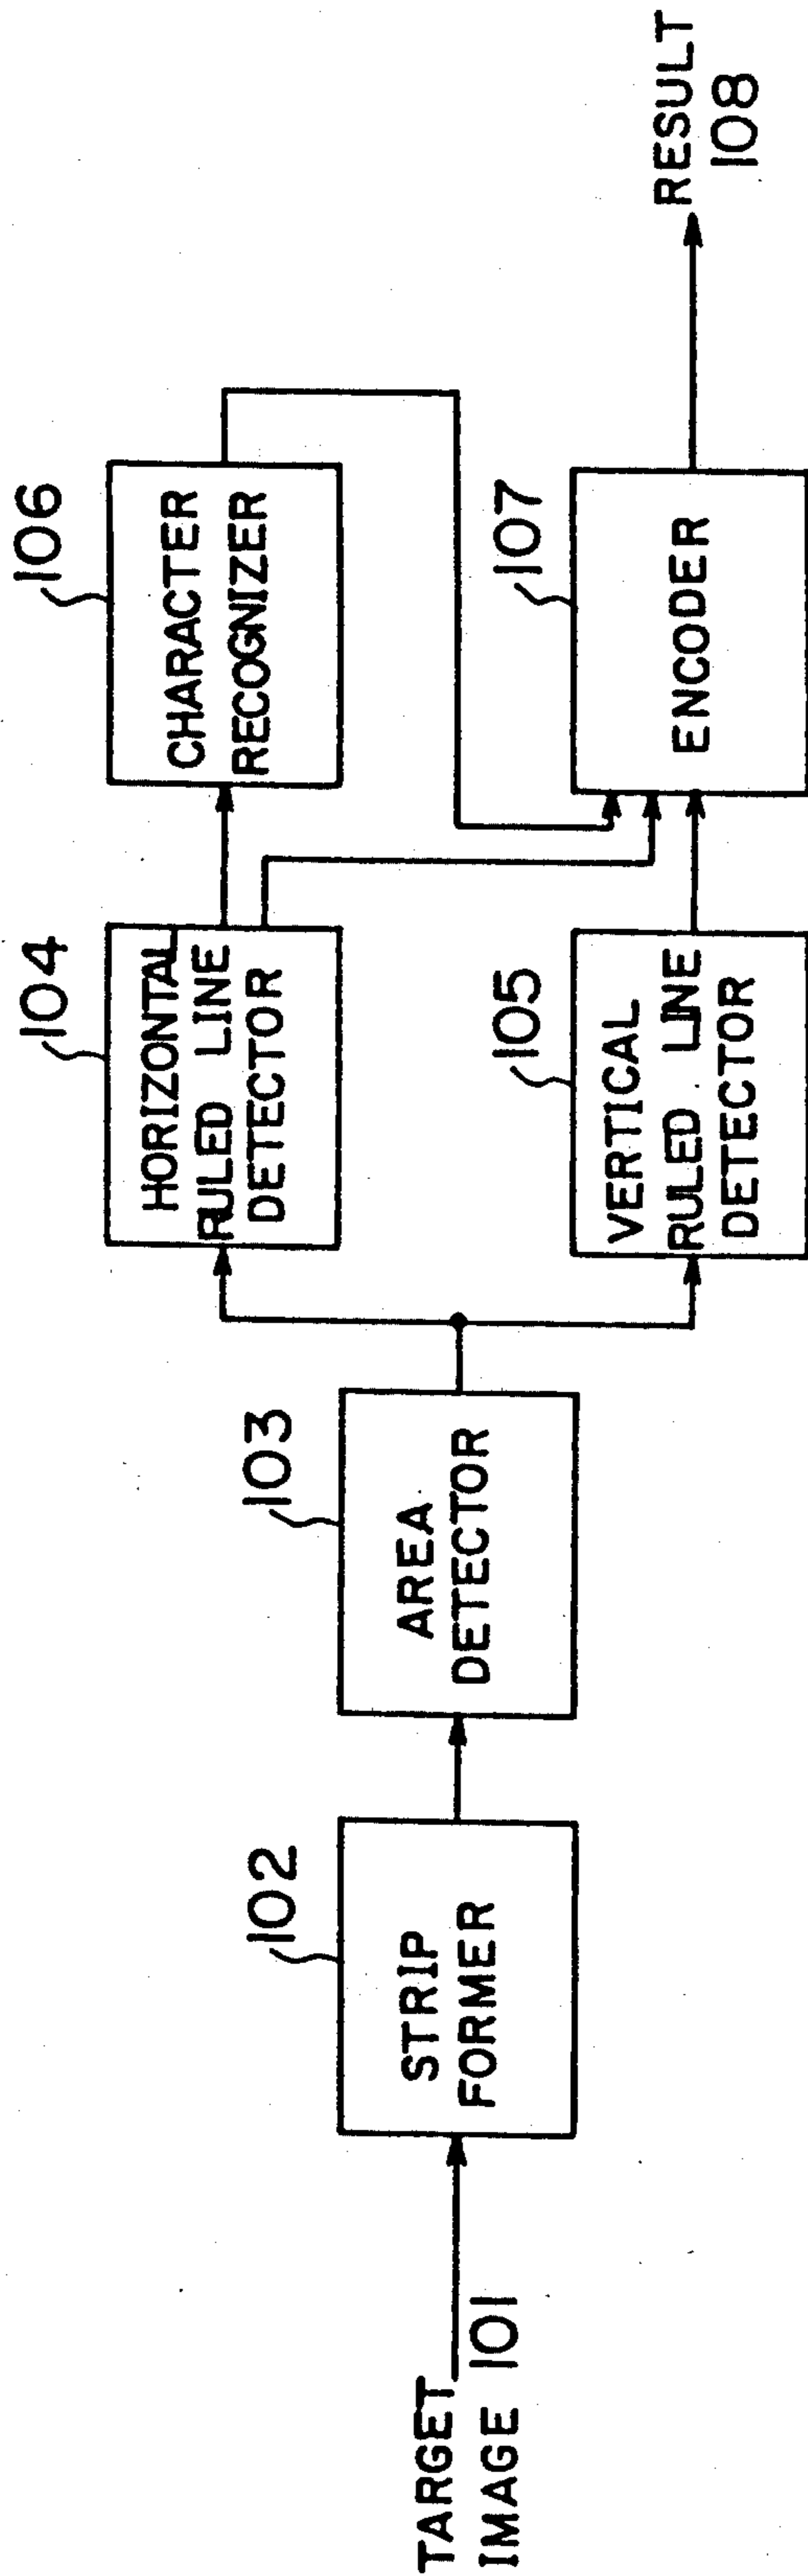 TARGET
IMAGE 101
102
STRIP
FORMER
103
AREA
DETECTOR
104
HORIZONTAL
RULED LINE
DETECTOR
105
VERTICAL
RULED LINE
DETECTOR
106
CHARACTER
RECOGNIZER
107
ENCODER
RESULT
108